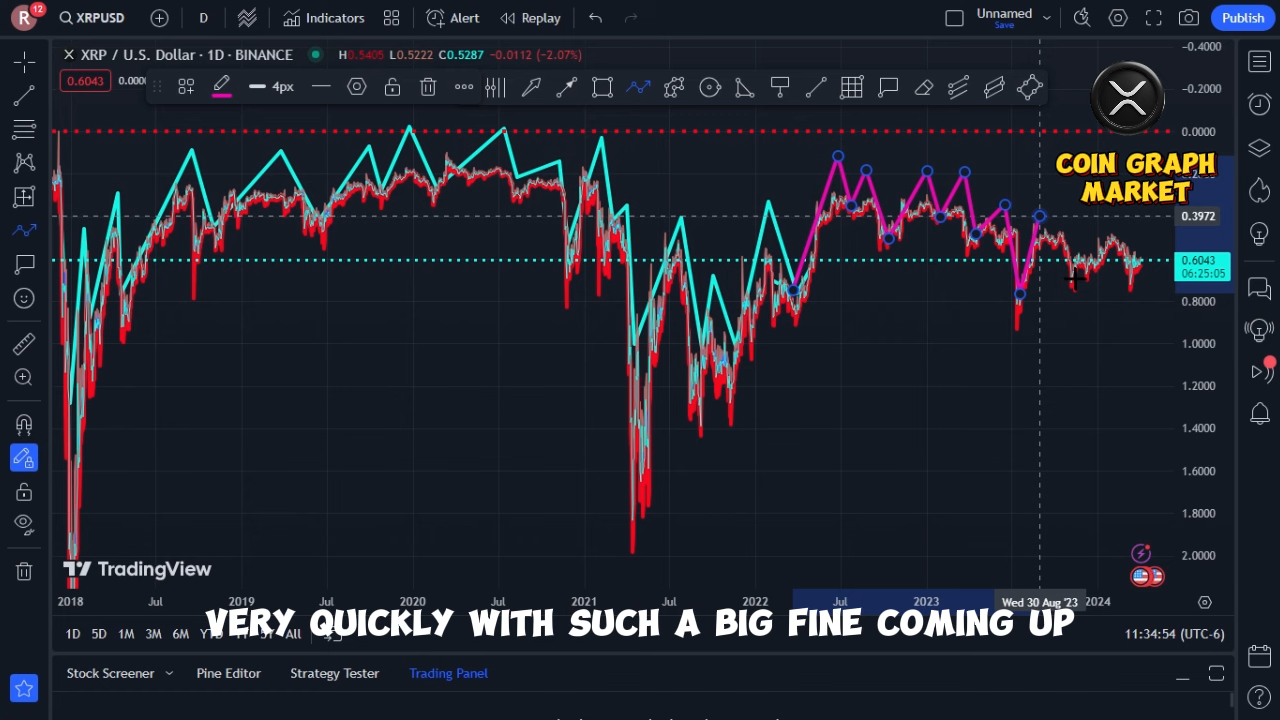 R 12 XRPUSD D Indicators Alert Replay Unnamed Save Publish
XRP / U.S. Dollar · 1D · BINANCE H0.5405 L0.5222 C0.5287 -0.0112 (-2.07%)
0.6043 0.000 4px
-0.4000
-0.2000
0.0000
COIN GRAPH
MARKET
0.3972
0.6043
06:25:05
0.8000
1.0000
1.2000
1.4000
1.6000
1.8000
2.0000
TradingView
2018 Jul 2019 Jul 2020 Jul 2021 Jul 2022 Jul 2023 Wed 30 Aug '23 2024
VERY QUICKLY WITH SUCH A BIG FINE COMING UP
1D 5D 1M 3M 6M All 11:34:54 (UTC-6)
Stock Screener Pine Editor Strategy Tester Trading Panel